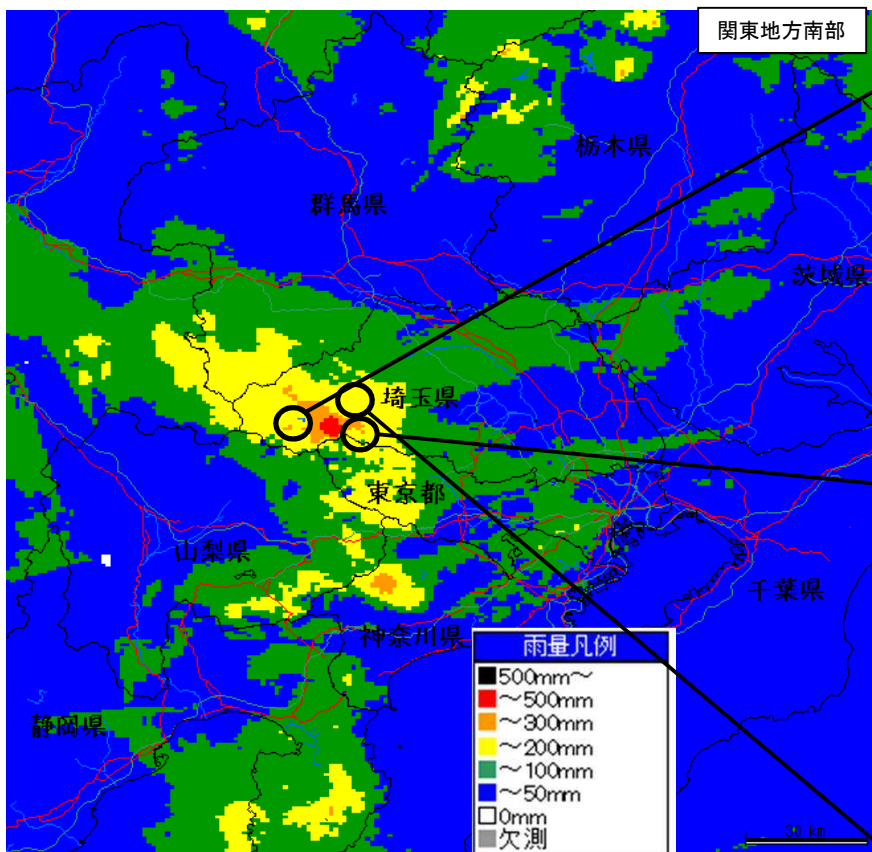 関東地方南部
栃木県
群馬県
茨城県
埼玉県
東京都
山梨県
千葉県
神奈川県
静岡県
雨量凡例
500mm～
～500mm
～300mm
～200mm
～100mm
～50mm
0mm
欠測
30 km